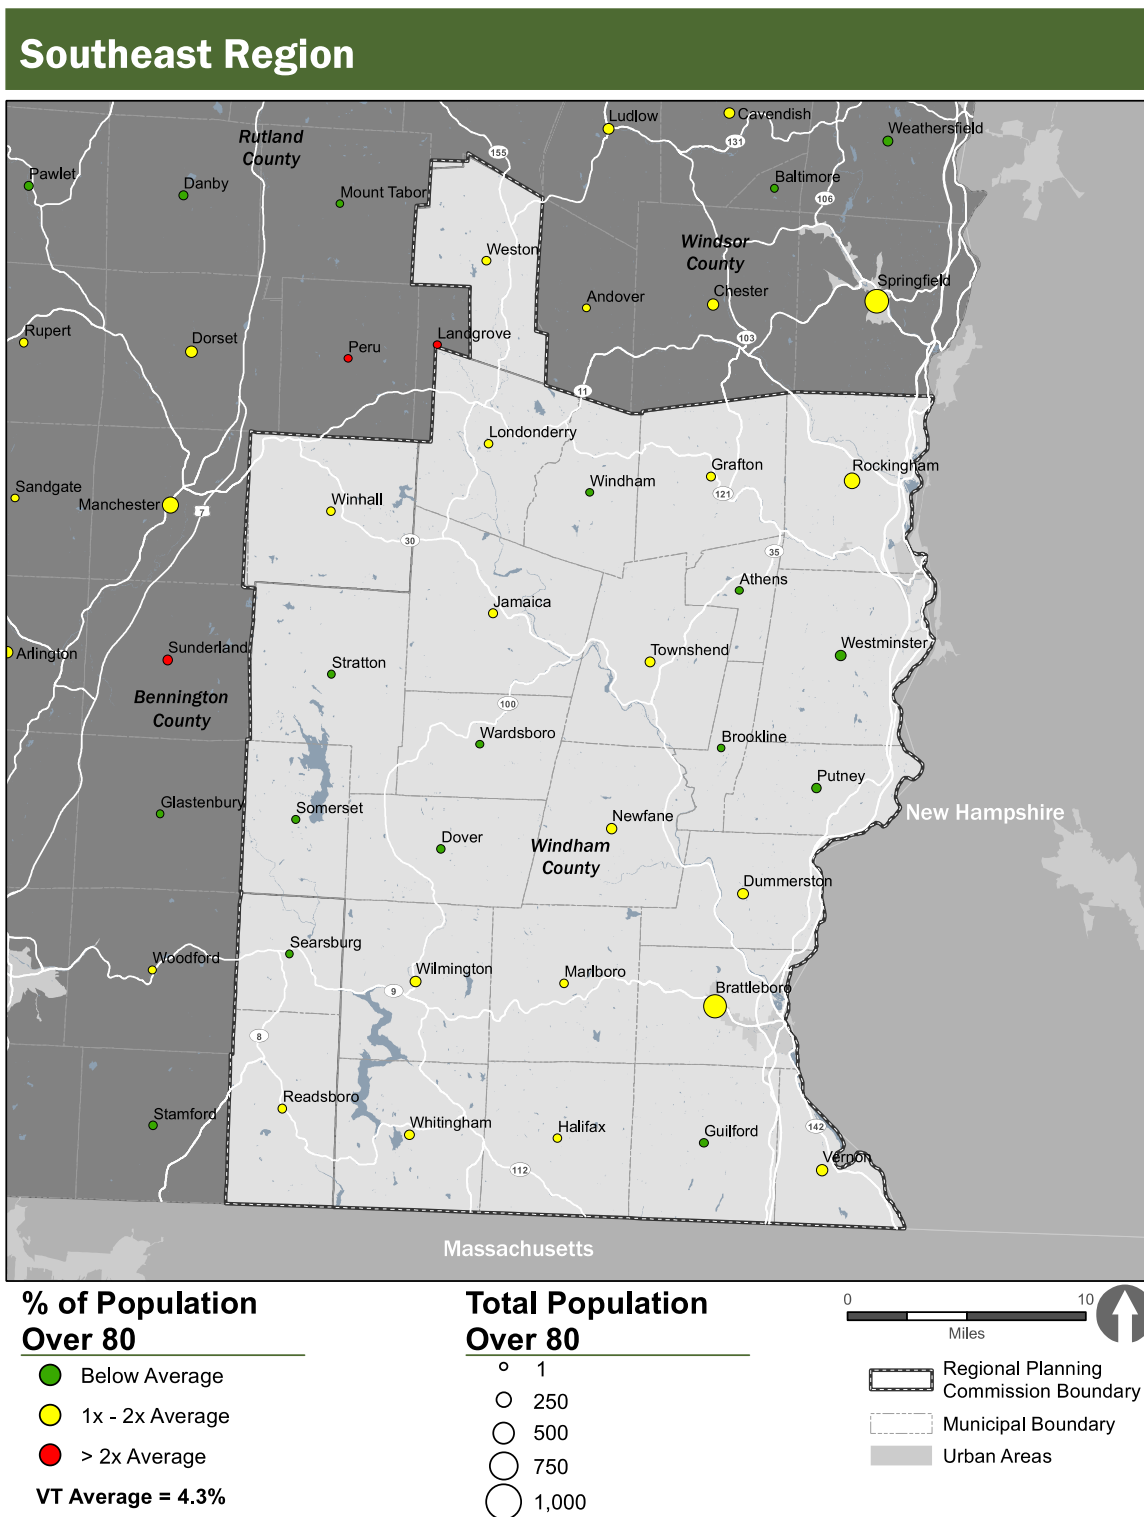 Southeast Region
Ludlow
Cavendish
Rutland
County
155
131
Weathersfield
Pawlet
Danby
Mount Tabor
Baltimore
106
Weston
Windsor
County
Andover
Chester
Springfield
Rupert
Dorset
Peru
Landgrove
103
11
Londonderry
Sandgate
Manchester
7
Winhall
Windham
Grafton
121
Rockingham
30
35
Athens
Jamaica
Arlington
Sunderland
Stratton
Townshend
Westminster
Bennington
County
100
Wardsboro
Brookline
Putney
Glastenbury
Somerset
Dover
Newfane
Windham
County
New Hampshire
Dummerston
Woodford
Searsburg
Wilmington
9
Marlboro
Brattleboro
8
Stamford
Readsboro
Whitingham
Halifax
Guilford
142
112
Vernon
Massachusetts
% of Population
Over 80
Below Average
1x - 2x Average
> 2x Average
VT Average = 4.3%
Total Population
Over 80
1
250
500
750
1,000
0 10
Miles
Regional Planning
Commission Boundary
Municipal Boundary
Urban Areas